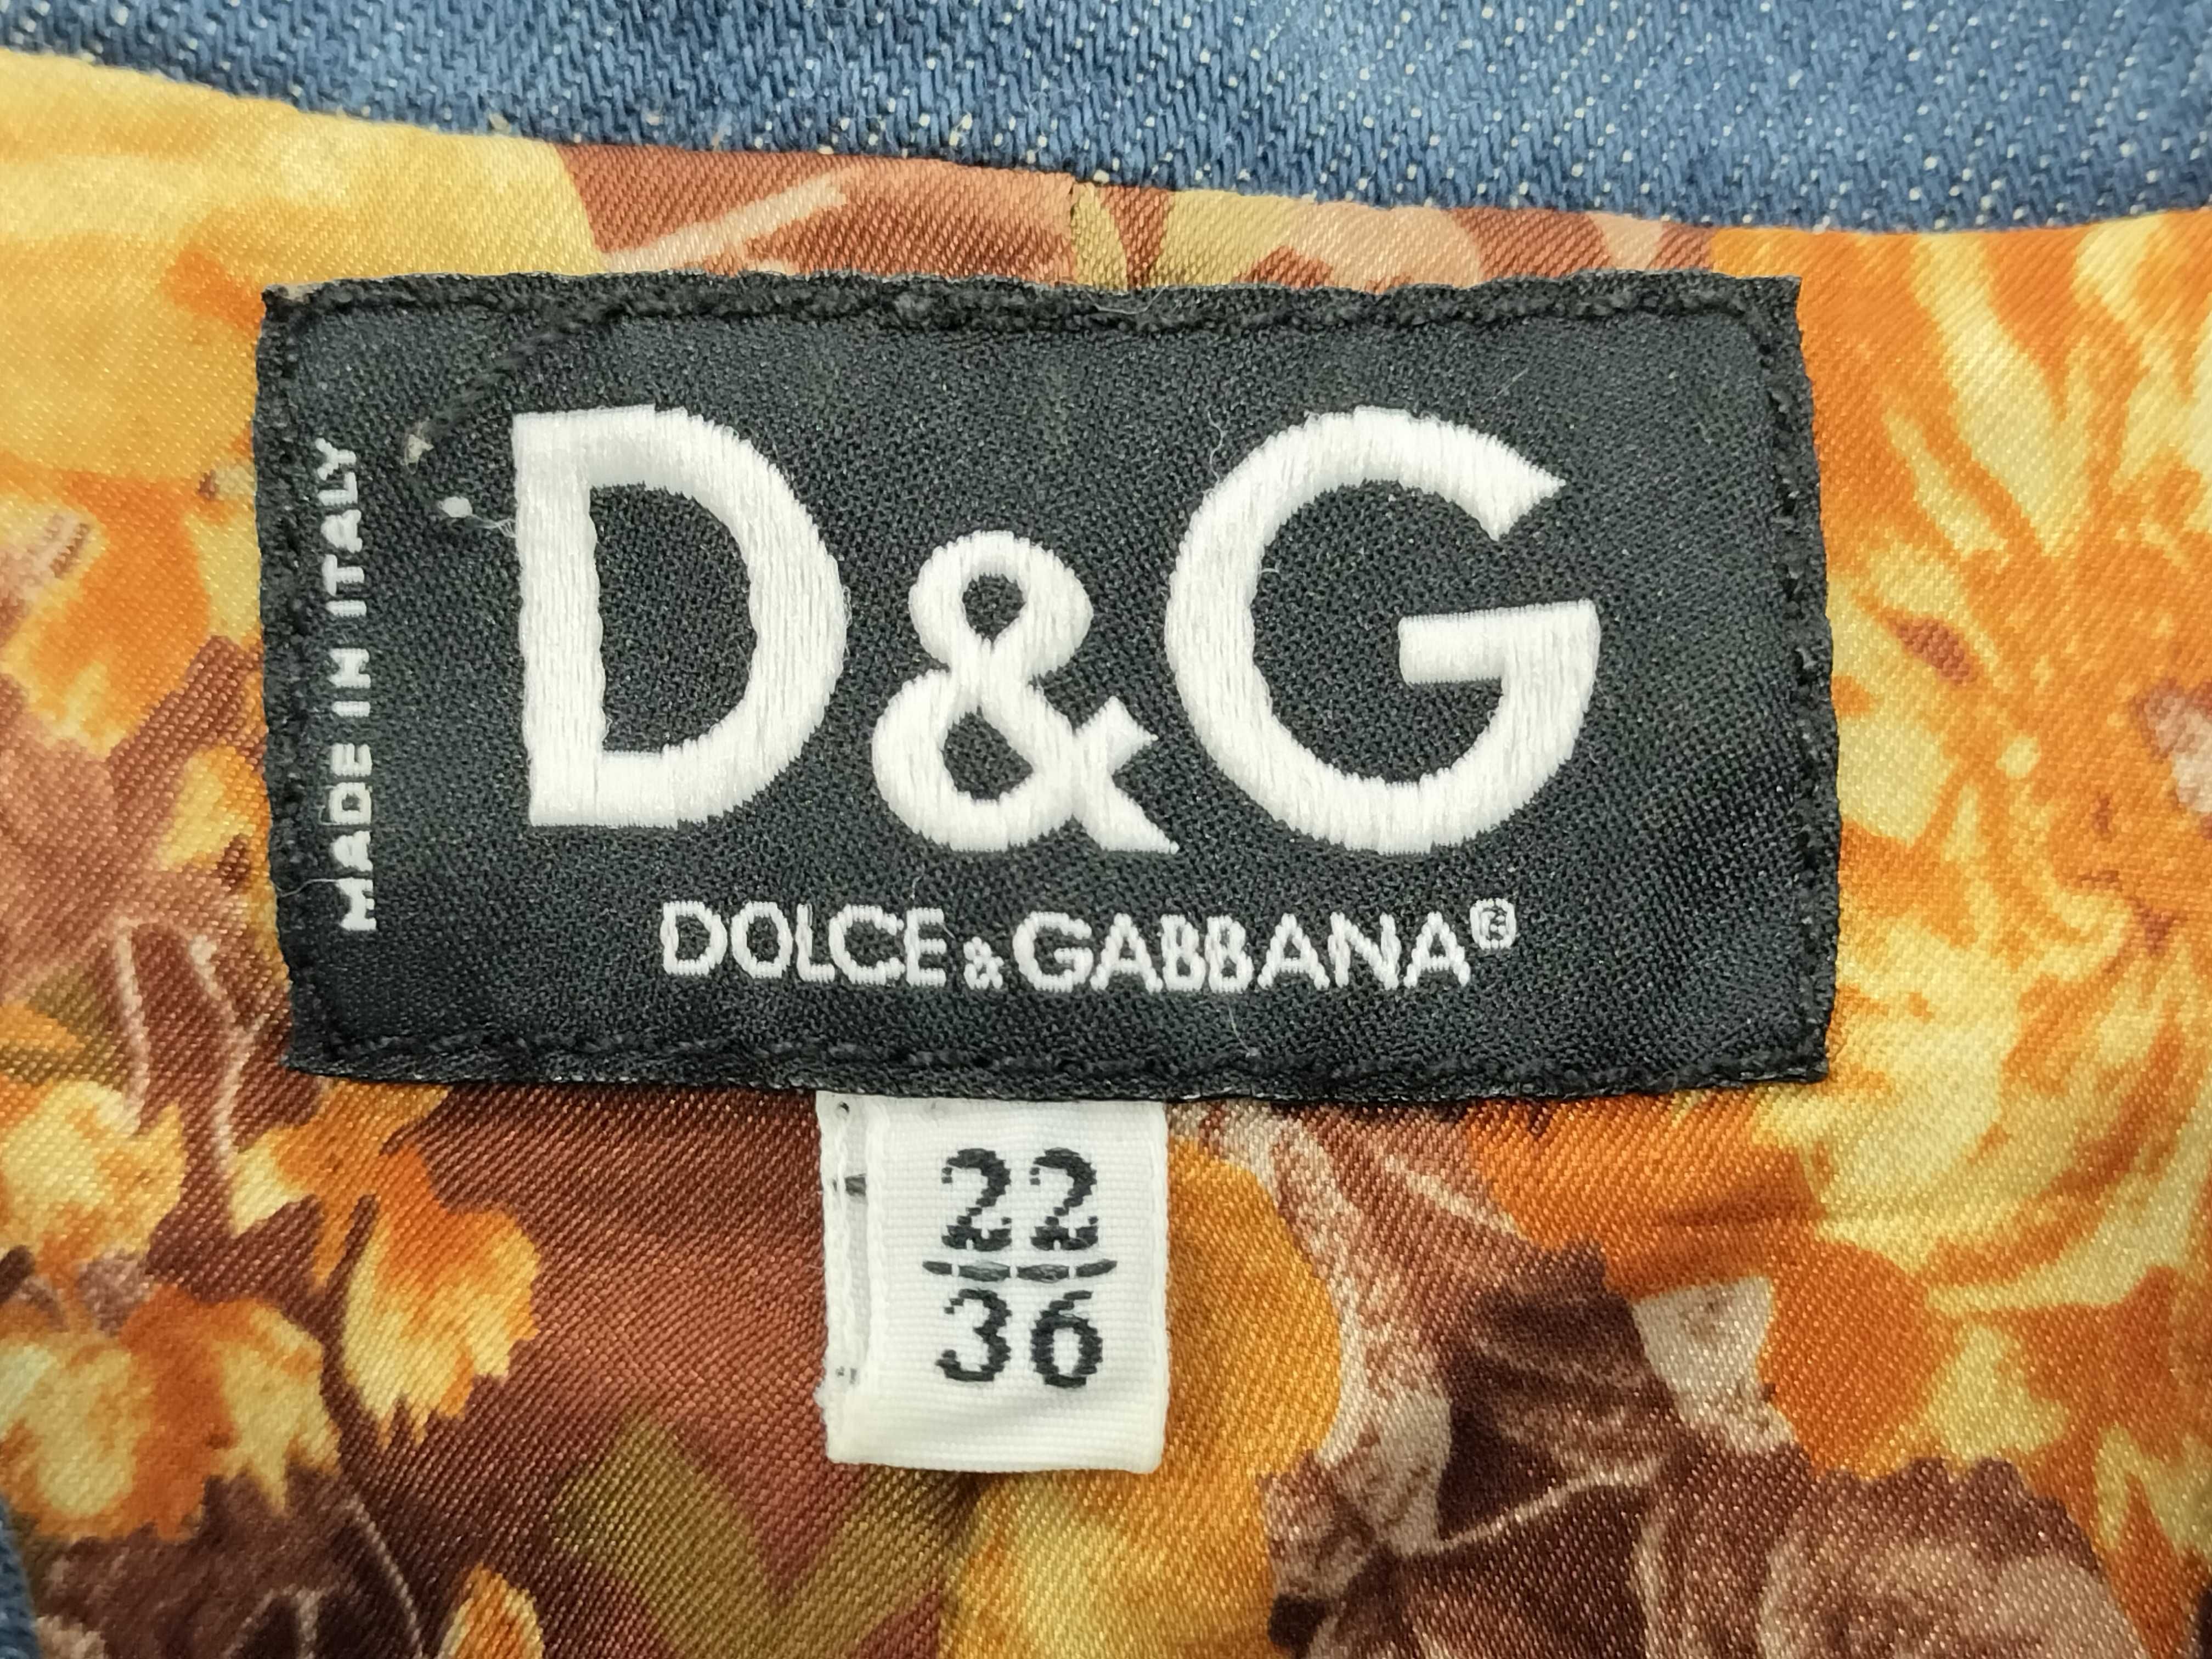 MADE IN ITALY
D&G
DOLCE & GABBANA®
22
36